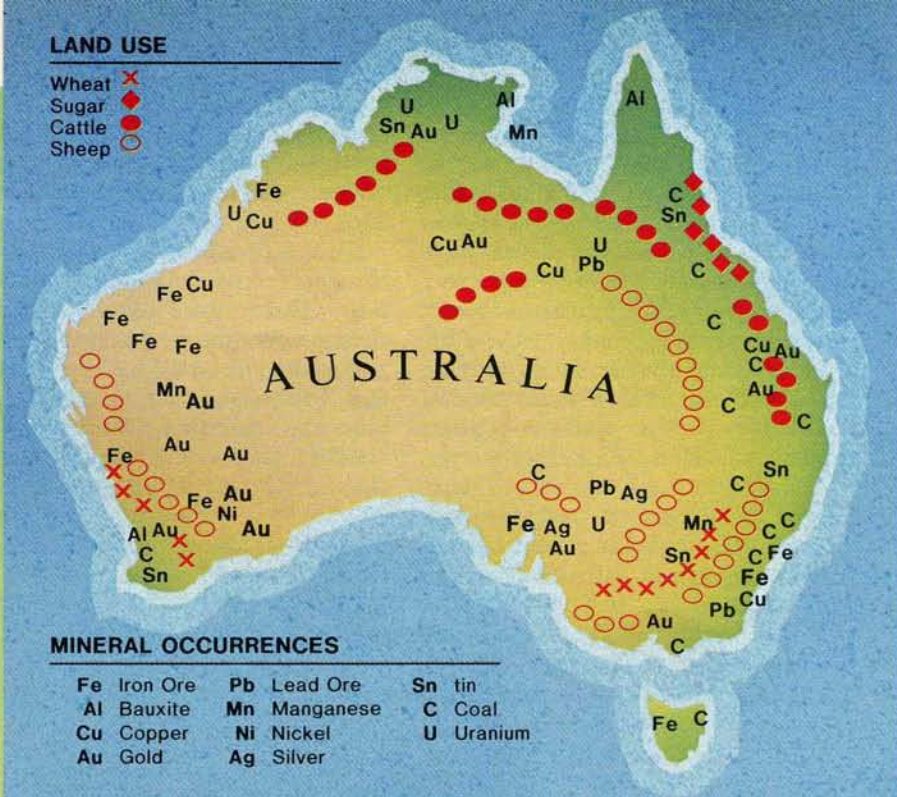 LAND USE
Wheat
Sugar
Cattle
Sheep
Al
Al
U
Sn Au U
Mn
Fe
U Cu
C
Sn
Cu Au
U
Cu Pb
C
Fe Cu
Fe
C
Fe Fe
Cu Au
C
AUSTRALIA
Mn Au
Au
C
C
Au
Au
Fe
C
Sn
Fe Au
Ni
Pb Ag
C
Al Au Au
Fe Ag U
Mn
C C
Au
C
Sn
Sn
C Fe
Fe
Cu
Pb
Au
C
MINERAL OCCURRENCES
Fe Iron Ore Pb Lead Ore Sn tin
Al Bauxite Mn Manganese C Coal
Cu Copper Ni Nickel U Uranium
Au Gold Ag Silver
Fe C